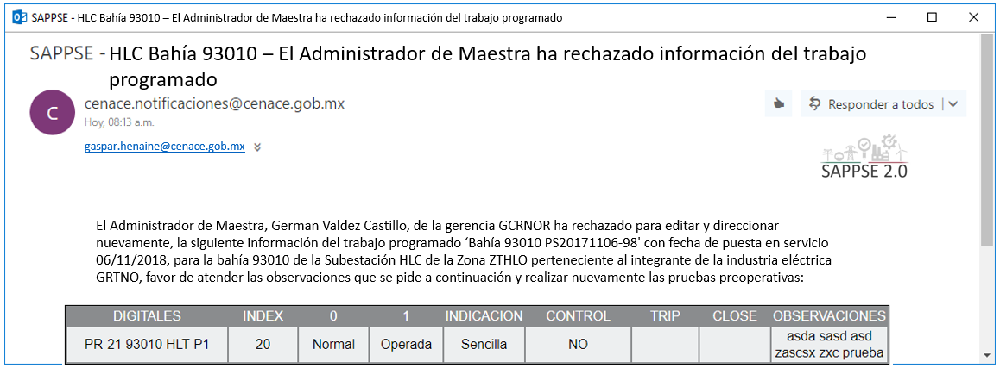 SAPPSE - HLC Bahía 93010 – El Administrador de Maestra ha rechazado información del trabajo programado
SAPPSE - HLC Bahía 93010 – El Administrador de Maestra ha rechazado información del trabajo
programado
C
cenace.notificaciones@cenace.gob.mx
Responder a todos
Hoy, 08:13 a.m.
gaspar.henaine@cenace.gob.mx
SAPPSE 2.0
El Administrador de Maestra, German Valdez Castillo, de la gerencia GCRNOR ha rechazado para editar y direccionar
nuevamente, la siguiente información del trabajo programado ‘Bahía 93010 PS20171106-98' con fecha de puesta en servicio
06/11/2018, para la bahía 93010 de la Subestación HLC de la Zona ZTHLO perteneciente al integrante de la industria eléctrica
GRTNO, favor de atender las observaciones que se pide a continuación y realizar nuevamente las pruebas preoperativas:
DIGITALES INDEX 0 1 INDICACION CONTROL TRIP CLOSE OBSERVACIONES
PR-21 93010 HLT P1 20 Normal Operada Sencilla NO asda sasd asd
zascsx zxc prueba